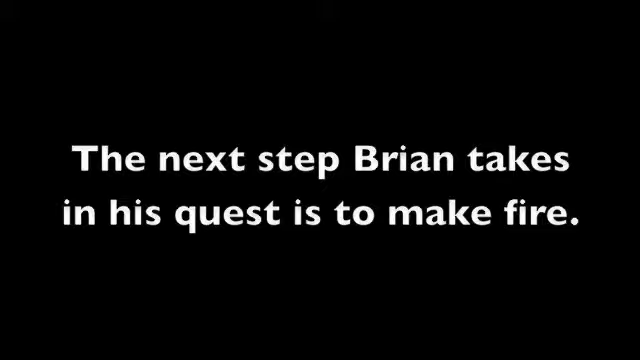 The next step Brian takes
in his quest is to make fire.